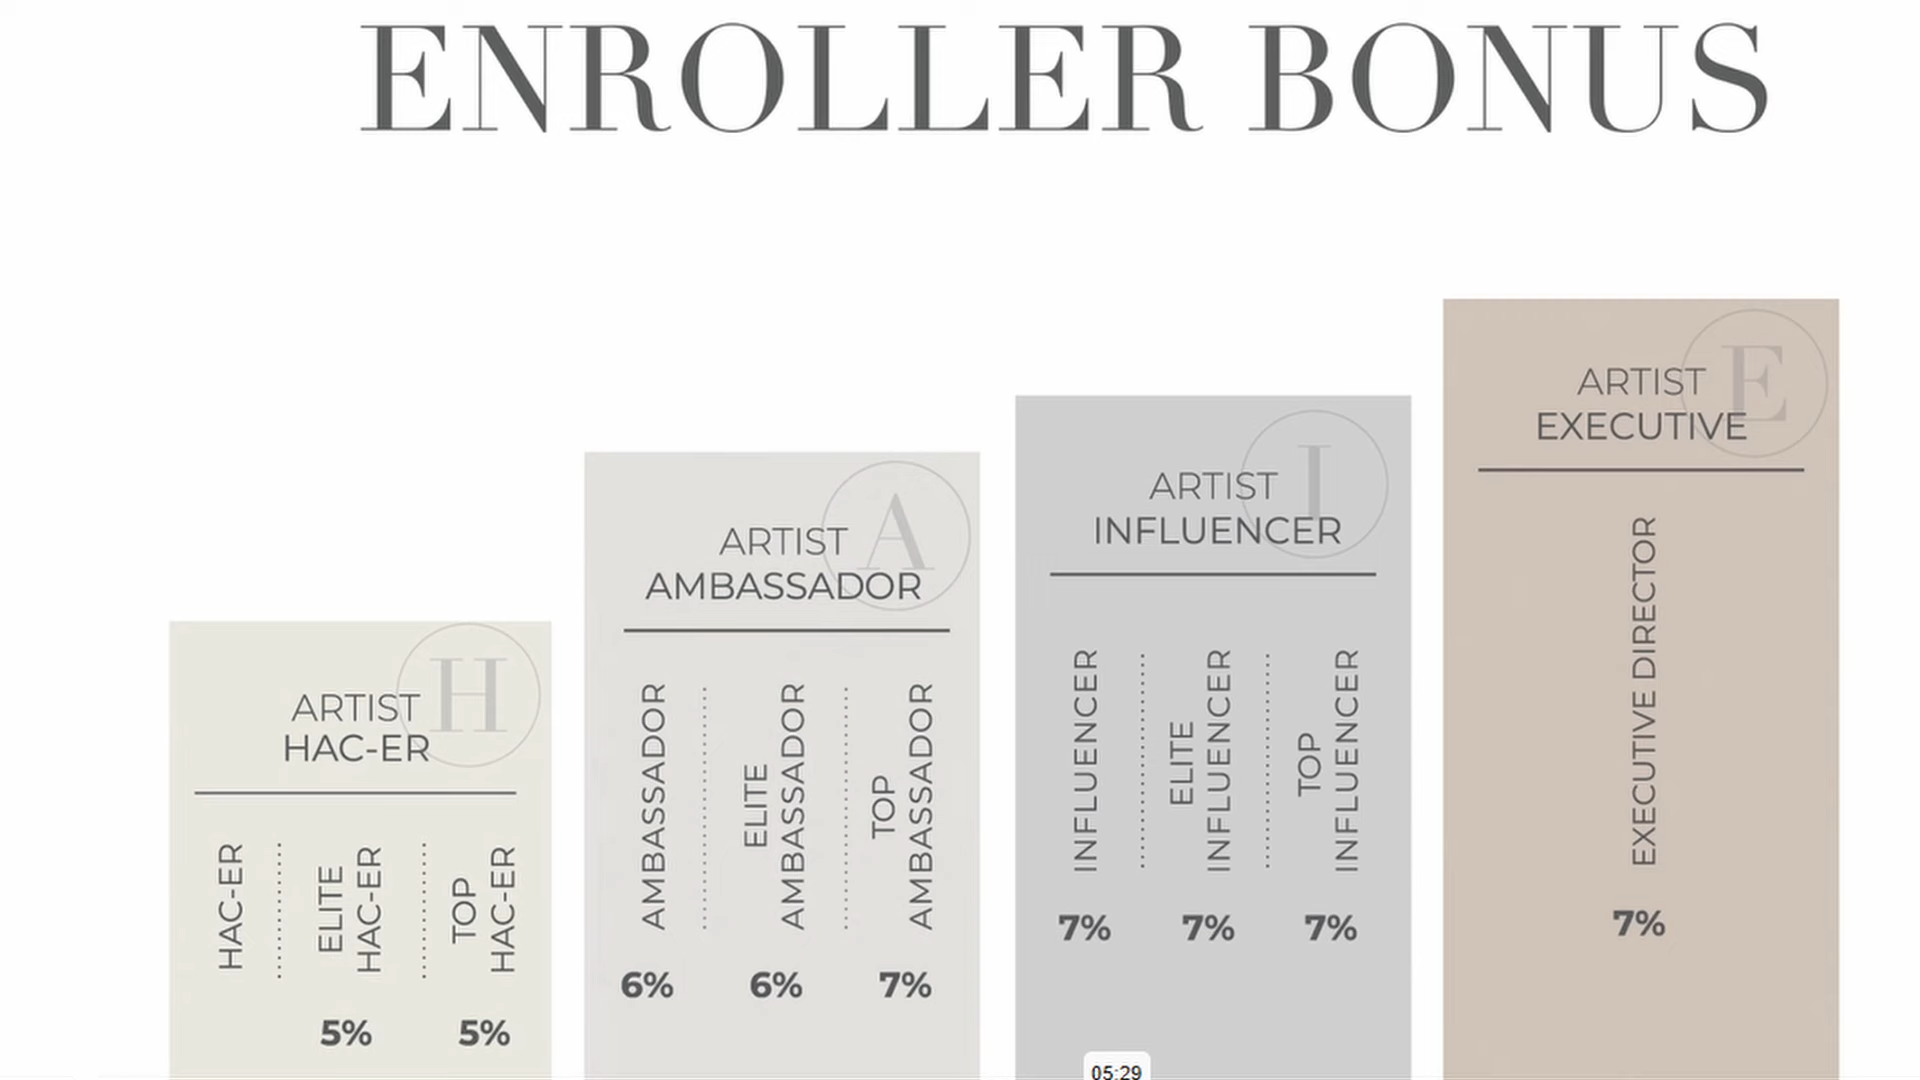 ENROLLER BONUS
H
ARTIST
HAC-ER
HAC-ER
ELITE
HAC-ER
TOP
HAC-ER
5%
5%
A
ARTIST
AMBASSADOR
AMBASSADOR
ELITE
AMBASSADOR
TOP
AMBASSADOR
6%
6%
7%
I
ARTIST
INFLUENCER
INFLUENCER
ELITE
INFLUENCER
TOP
INFLUENCER
7%
7%
7%
E
ARTIST
EXECUTIVE
EXECUTIVE DIRECTOR
7%
05:29